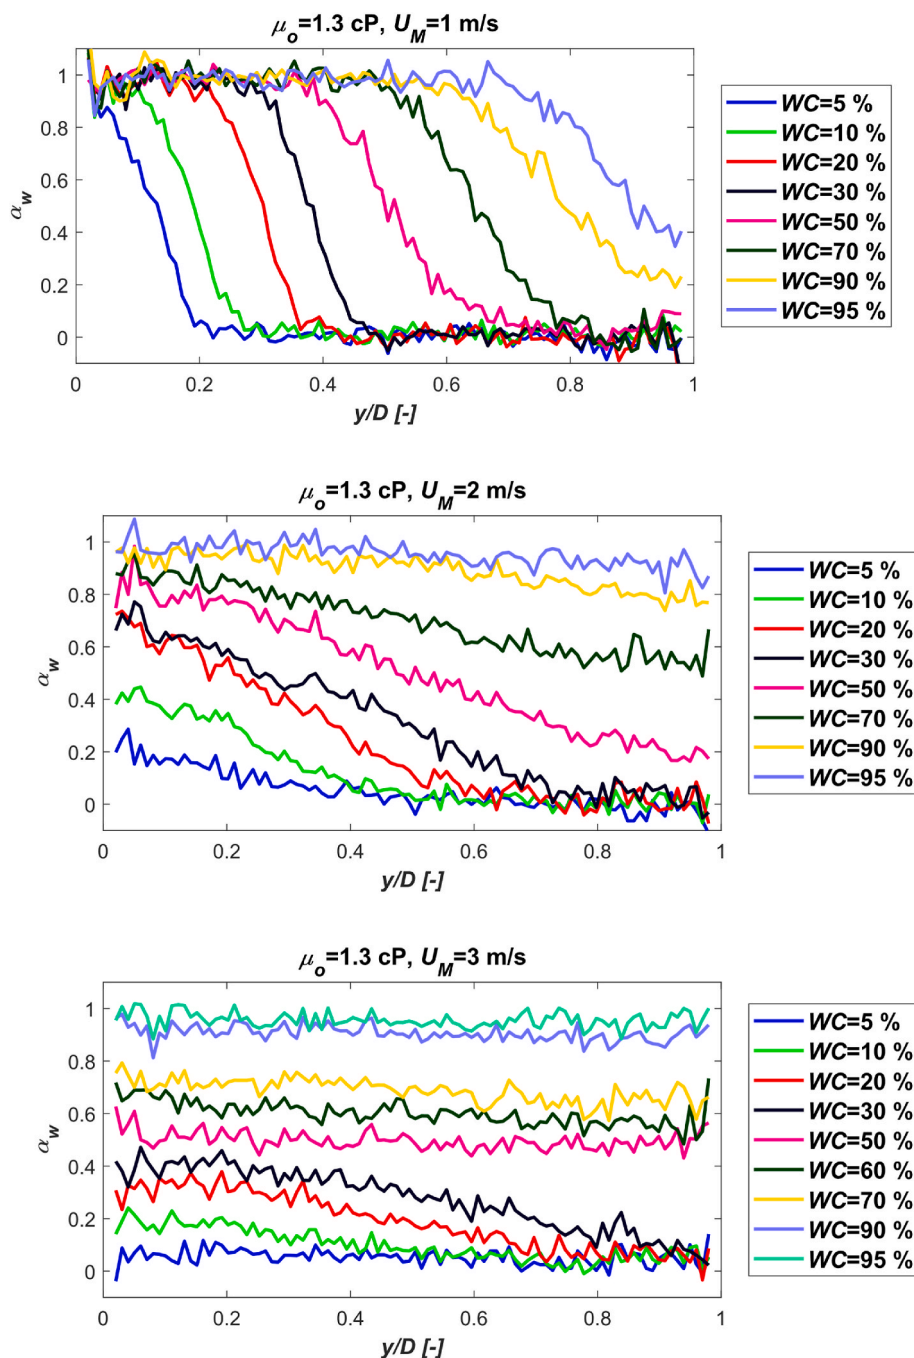 μo=1.3 cP, UM=1 m/s
αw
1
0.8
0.6
0.4
0.2
0
0
0.2
0.4
0.6
0.8
1
y/D [-]
WC=5 %
WC=10 %
WC=20 %
WC=30 %
WC=50 %
WC=70 %
WC=90 %
WC=95 %
μo=1.3 cP, UM=2 m/s
αw
1
0.8
0.6
0.4
0.2
0
0
0.2
0.4
0.6
0.8
1
y/D [-]
WC=5 %
WC=10 %
WC=20 %
WC=30 %
WC=50 %
WC=70 %
WC=90 %
WC=95 %
μo=1.3 cP, UM=3 m/s
αw
1
0.8
0.6
0.4
0.2
0
0
0.2
0.4
0.6
0.8
1
y/D [-]
WC=5 %
WC=10 %
WC=20 %
WC=30 %
WC=50 %
WC=60 %
WC=70 %
WC=90 %
WC=95 %